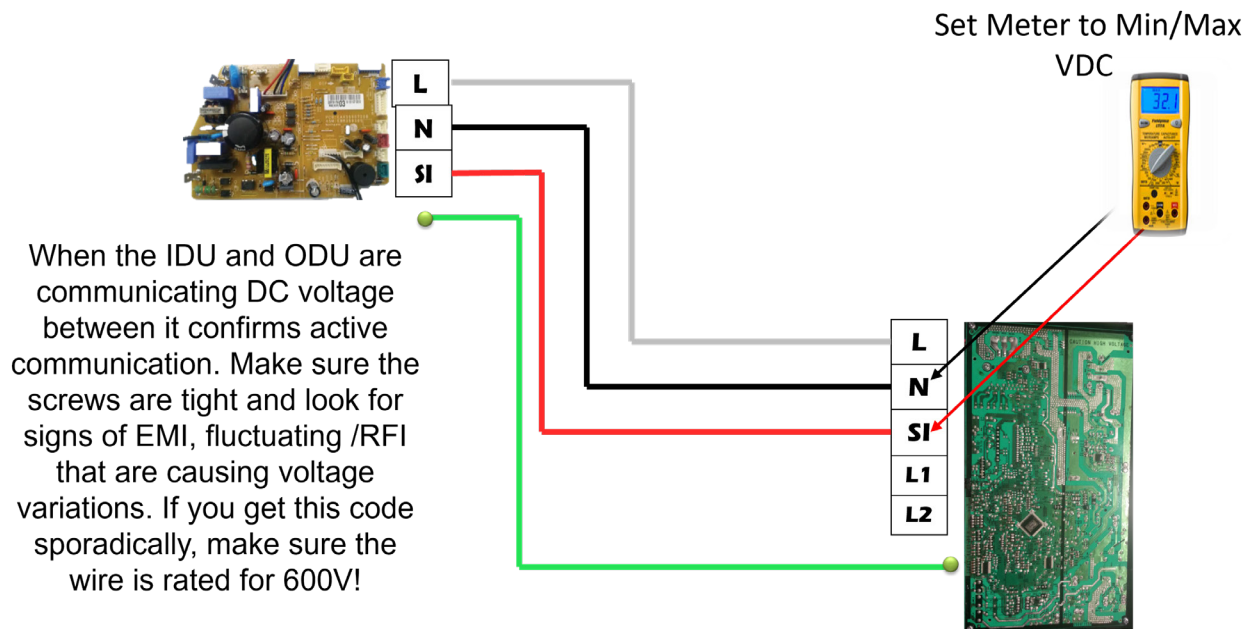 Set Meter to Min/Max
VDC
32.1
L
N
SI
When the IDU and ODU are
communicating DC voltage
between it confirms active
communication. Make sure the
screws are tight and look for
signs of EMI, fluctuating /RFI
that are causing voltage
variations. If you get this code
sporadically, make sure the
wire is rated for 600V!
L
N
SI
L1
L2
CAUTION HIGH VOLTAGE